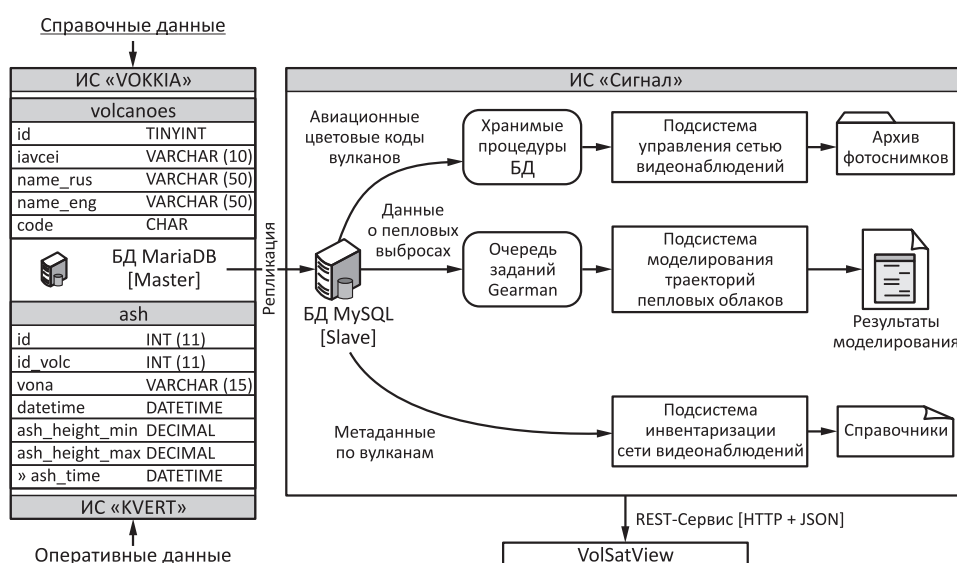 Справочные данные
ИС «VOKKIA»
volcanoes
id TINYINT
iavcei VARCHAR (10)
name_rus VARCHAR (50)
name_eng VARCHAR (50)
code CHAR
БД MariaDB
[Master]
ash
id INT (11)
id_volc INT (11)
vona VARCHAR (15)
datetime DATETIME
ash_height_min DECIMAL
ash_height_max DECIMAL
» ash_time DATETIME
ИС «KVERT»
Оперативные данные
Репликация
ИС «Сигнал»
Авиационные
цветовые коды
вулканов
Хранимые
процедуры
БД
Подсистема
управления сетью
видеонаблюдений
Архив
фотоснимков
Данные
о пепловых
выбросах
БД MySQL
[Slave]
Очередь
заданий
Gearman
Подсистема
моделирования
траекторий
пепловых облаков
Результаты
моделирования
Метаданные
по вулканам
Подсистема
инвентаризации
сети видеонаблюдений
Справочники
REST-Сервис [HTTP + JSON]
VolSatView